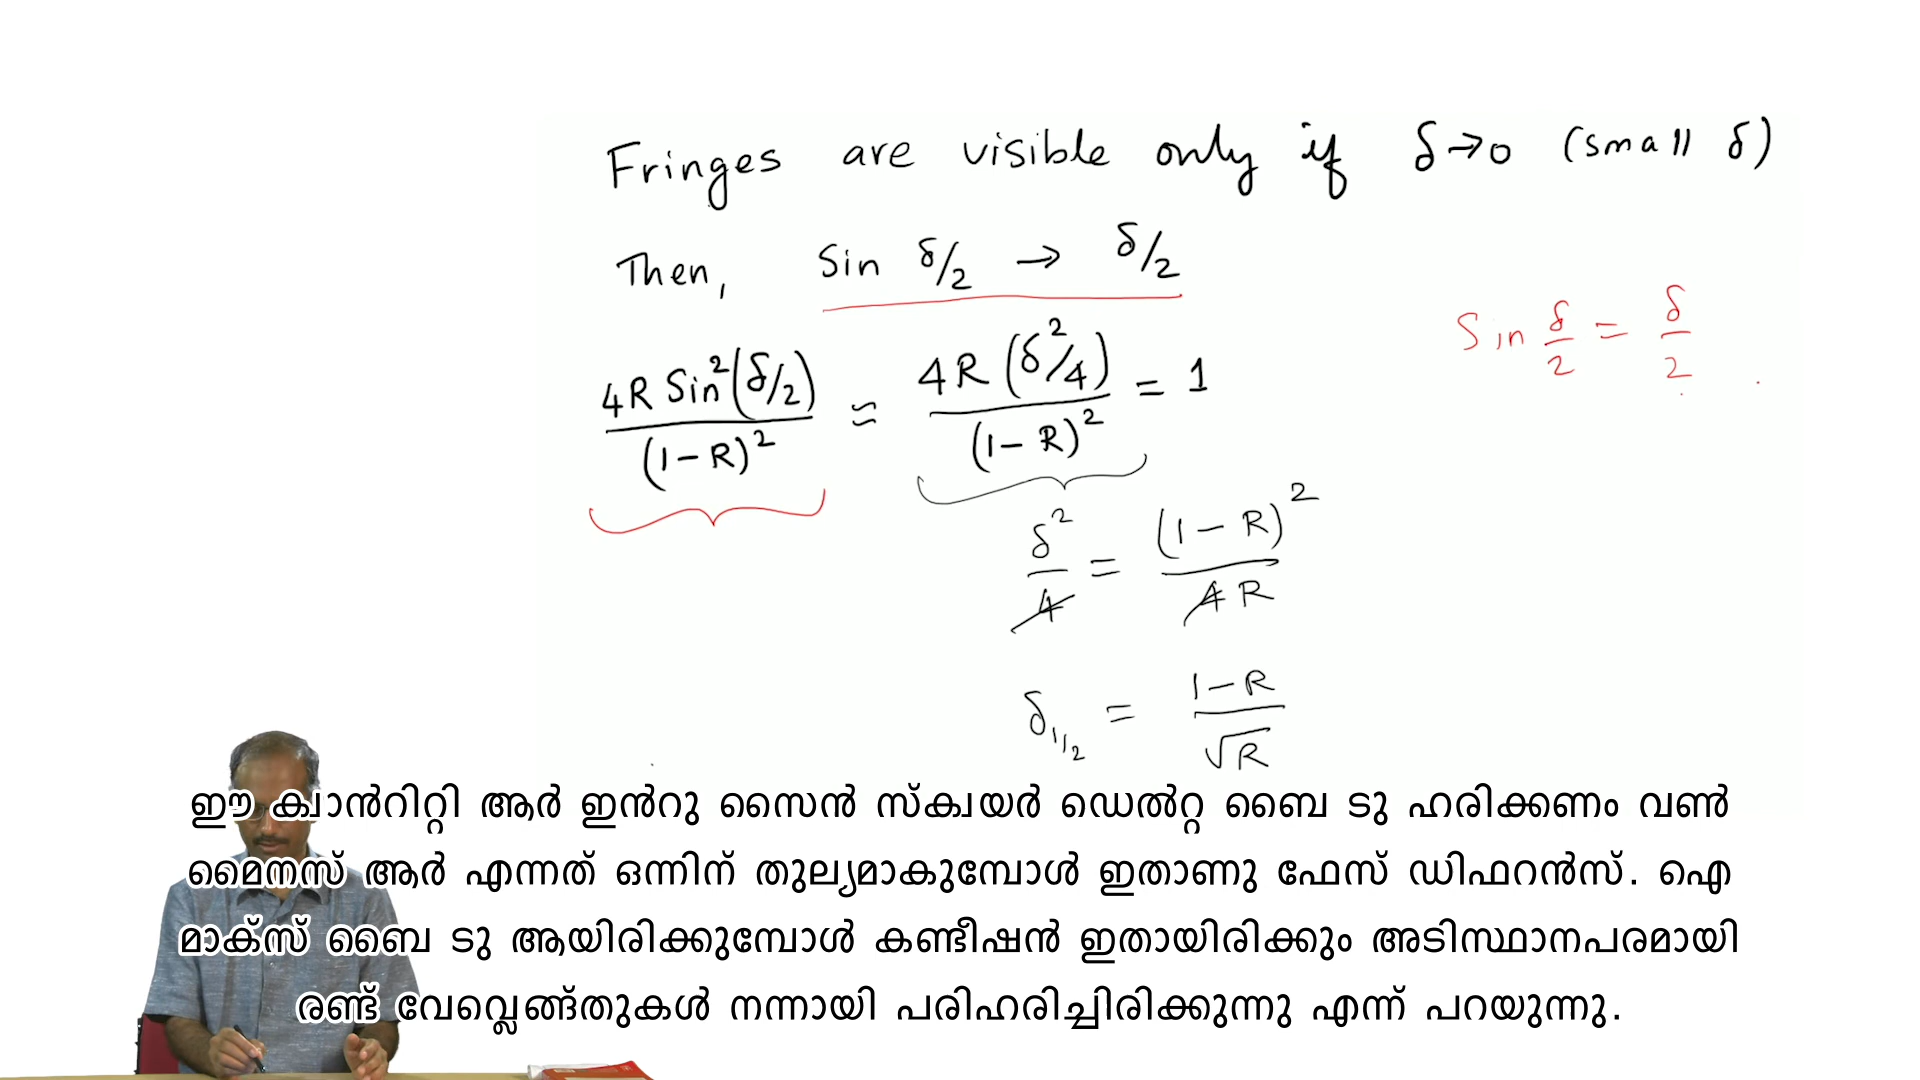 Fringes are visible only if δ→0 (small δ)
Then, Sin δ/2 → δ/2
Sin δ/2 = δ/2
4R Sin²(δ/2)/(1-R)² ≈ 4R(δ²/4)/(1-R)² = 1
δ²/4 = (1-R)²/4R
δ₁/₂ = 1-R/√R
ഈ ക്വാൻറിറ്റി ആർ ഇൻറു സൈൻ സ്ക്വയർ ഡെൽറ്റ ബൈ ടു ഹരിക്കണം വൺ
മൈനസ് ആർ എന്നത് ഒന്നിന് തുല്യമാകുമ്പോൾ ഇതാണു ഫേസ് ഡിഫറൻസ്. ഐ
മാക്സ് ബൈ ടു ആയിരിക്കുമ്പോൾ കണ്ടീഷൻ ഇതായിരിക്കും അടിസ്ഥാനപരമായി
രണ്ട് വേവ്ലെങ്ങ്തുകൾ നന്നായി പരിഹരിച്ചിരിക്കുന്നു എന്ന് പറയുന്നു.